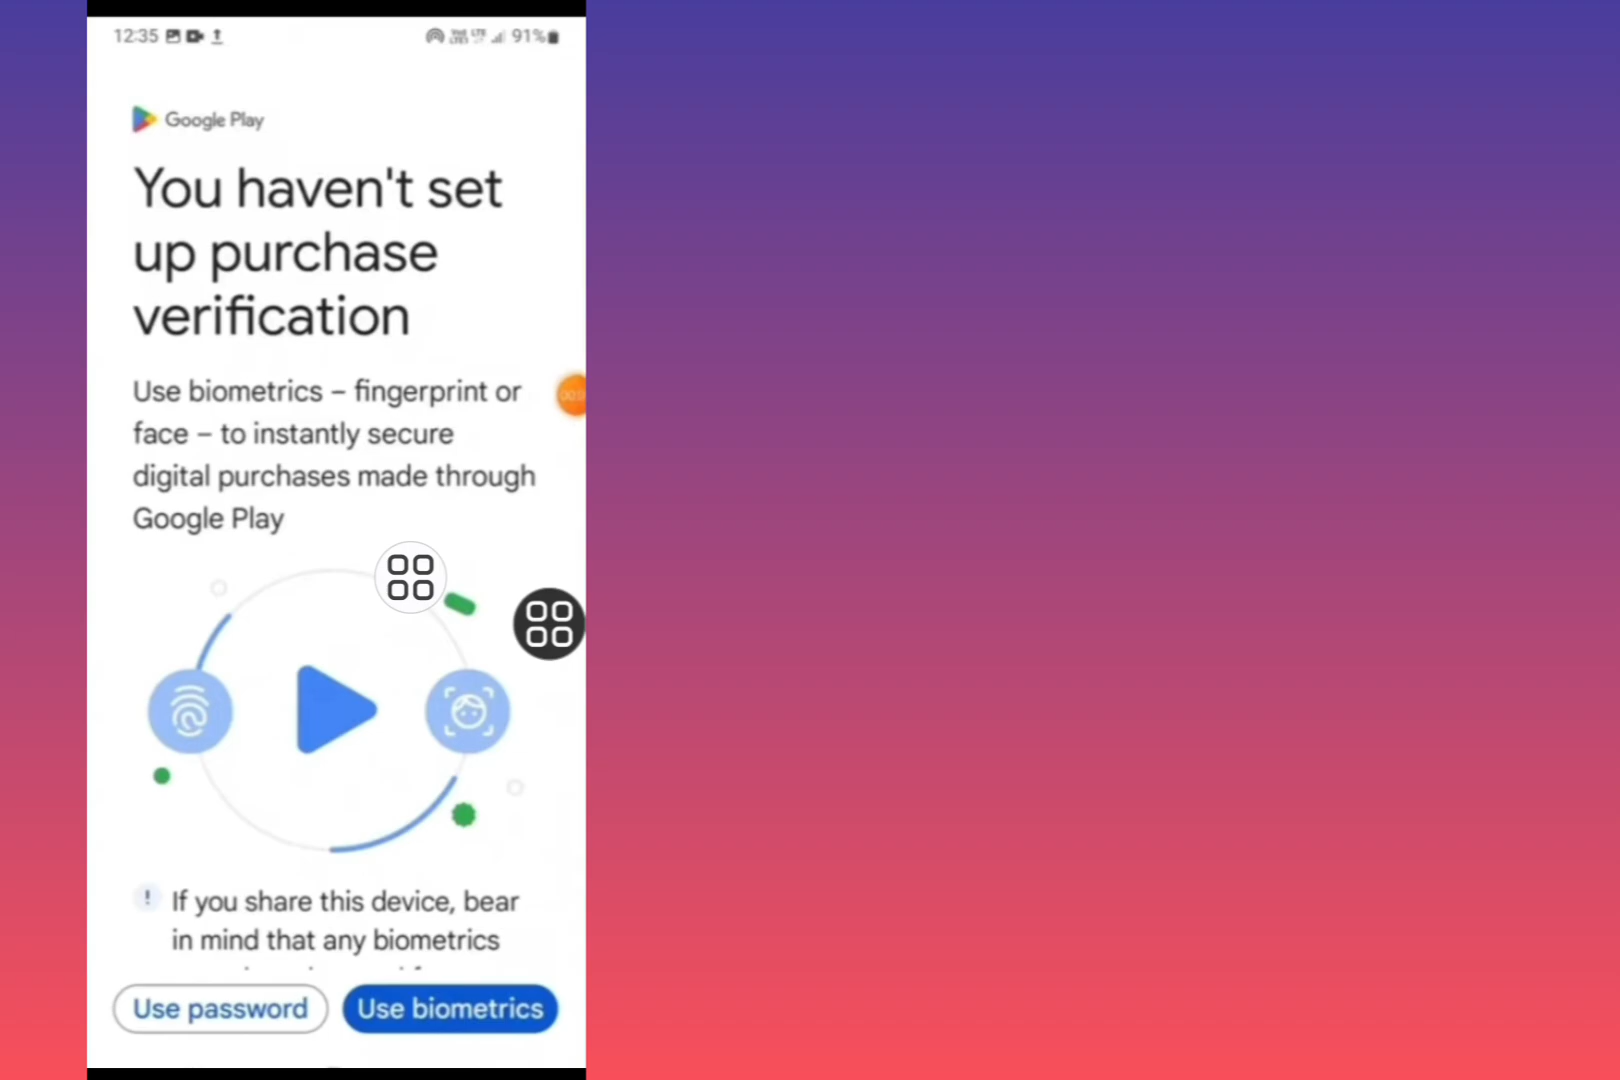 12:35
91%
Google Play
You haven't set
up purchase
verification
Use biometrics – fingerprint or
face – to instantly secure
digital purchases made through
Google Play
If you share this device, bear
in mind that any biometrics
Use password
Use biometrics